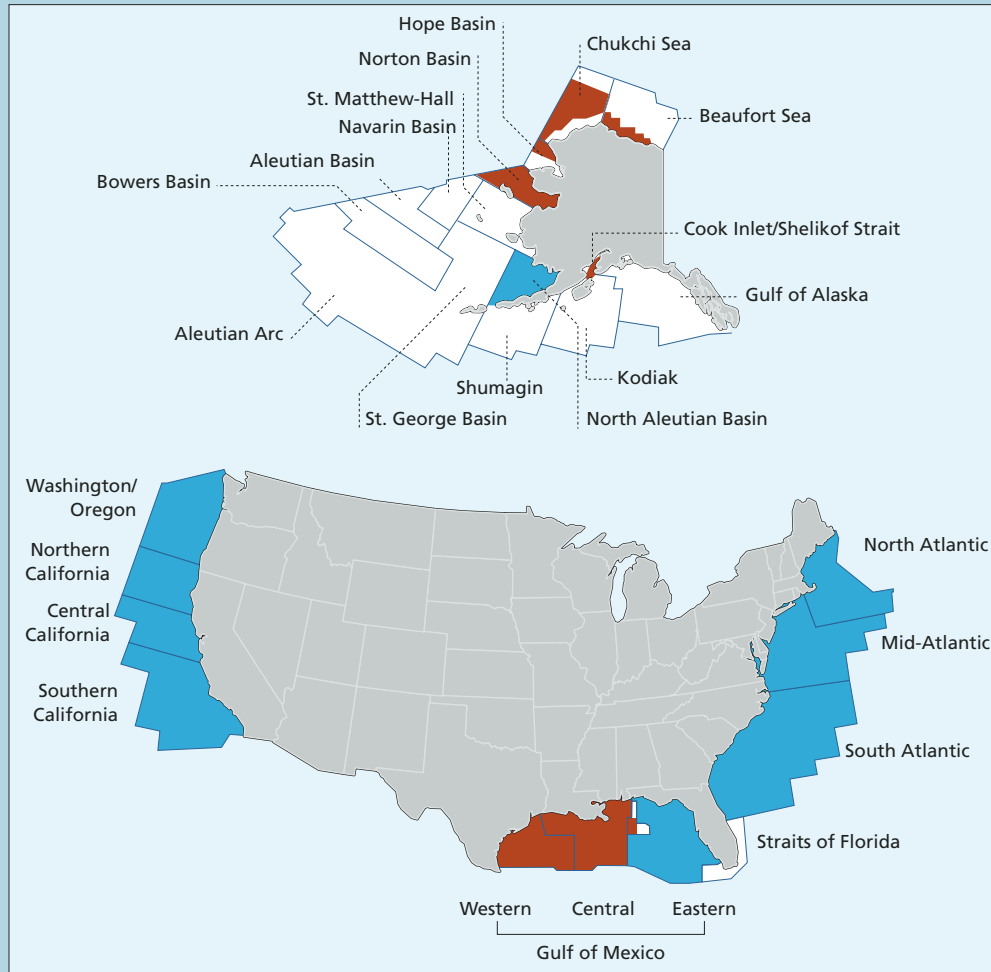 Hope Basin
Chukchi Sea
Norton Basin
St. Matthew-Hall
Beaufort Sea
Navarin Basin
Aleutian Basin
Bowers Basin
Cook Inlet/Shelikof Strait
Gulf of Alaska
Aleutian Arc
Kodiak
Shumagin
St. George Basin
North Aleutian Basin
Washington/
Oregon
Northern
California
Central
California
Southern
California
North Atlantic
Mid-Atlantic
South Atlantic
Straits of Florida
Western
Central
Eastern
Gulf of Mexico